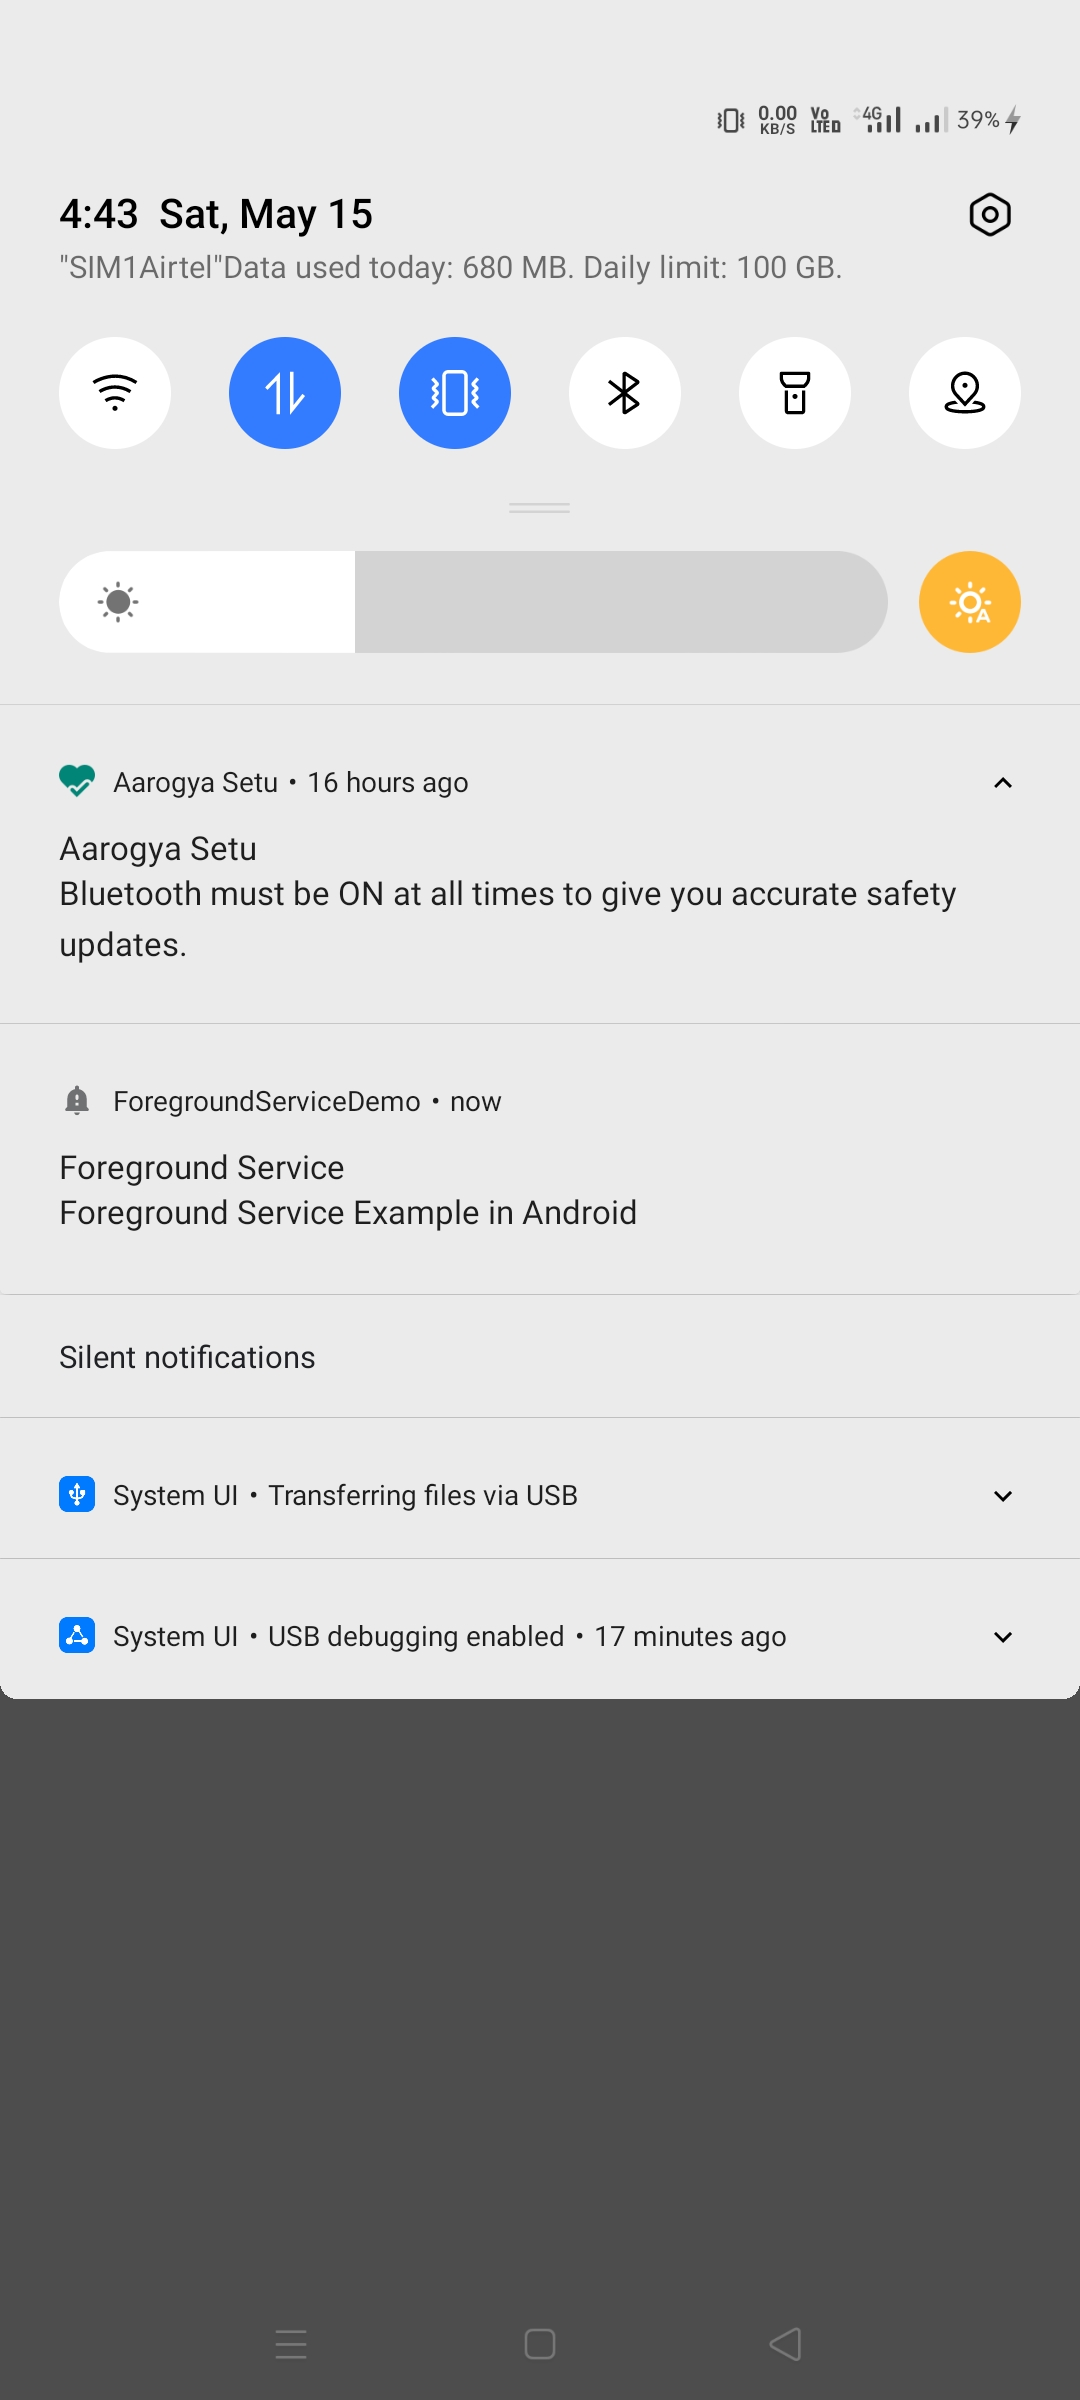 0.00 KB/S Vo LTE 4G 39%
4:43 Sat, May 15
"SIM1Airtel"Data used today: 680 MB. Daily limit: 100 GB.
A
Aarogya Setu • 16 hours ago
Aarogya Setu
Bluetooth must be ON at all times to give you accurate safety
updates.
ForegroundServiceDemo • now
Foreground Service
Foreground Service Example in Android
Silent notifications
System UI • Transferring files via USB
System UI • USB debugging enabled • 17 minutes ago